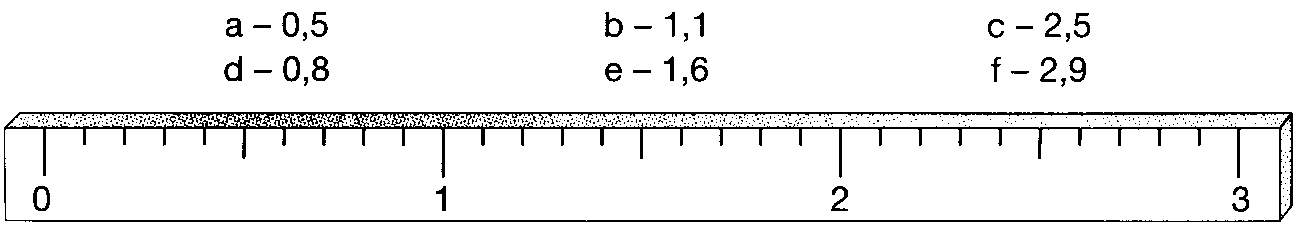 a – 0,5 b – 1,1 c – 2,5
d – 0,8 e – 1,6 f – 2,9
0 1 2 3